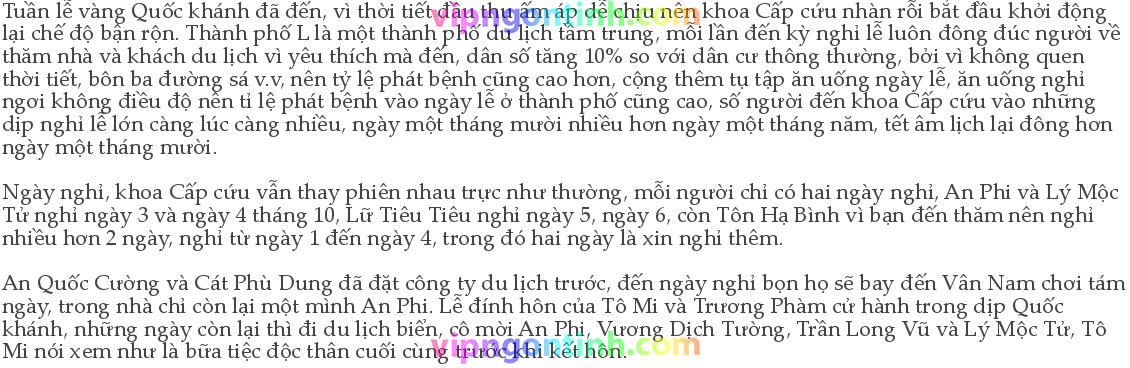 Tuần lễ vàng Quốc khánh đã đến, vì thời tiết đầu thu ấm áp dễ chịu nên khoa Cấp cứu nhàn rỗi bắt đầu khởi động
lại chế độ bận rộn. Thành phố L là một thành phố du lịch tầm trung, mỗi lần đến kỳ nghỉ lễ luôn đông đúc người về
thăm nhà và khách du lịch vì yêu thích mà đến, dân số tăng 10% so với dân cư thông thường, bởi vì không quen
thời tiết, bôn ba đường sá v.v, nên tỷ lệ phát bệnh cũng cao hơn, cộng thêm tụ tập ăn uống ngày lễ, ăn uống nghỉ
ngơi không điều độ nên tỉ lệ phát bệnh vào ngày lễ ở thành phố cũng cao, số người đến khoa Cấp cứu vào những
dịp nghỉ lễ lớn càng lúc càng nhiều, ngày một tháng mười nhiều hơn ngày một tháng năm, tết âm lịch lại đông hơn
ngày một tháng mười.
Ngày nghỉ, khoa Cấp cứu vẫn thay phiên nhau trực như thường, mỗi người chỉ có hai ngày nghỉ, An Phi và Lý Mộc
Tử nghỉ ngày 3 và ngày 4 tháng 10, Lữ Tiêu Tiêu nghỉ ngày 5, ngày 6, còn Tôn Hạ Bình vì bạn đến thăm nên nghỉ
nhiều hơn 2 ngày, nghỉ từ ngày 1 đến ngày 4, trong đó hai ngày là xin nghỉ thêm.
An Quốc Cường và Cát Phù Dung đã đặt công ty du lịch trước, đến ngày nghỉ bọn họ sẽ bay đến Vân Nam chơi tám
ngày, trong nhà chỉ còn lại một mình An Phi. Lễ đính hôn của Tô Mi và Trương Phàm cử hành trong dịp Quốc
khánh, những ngày còn lại thì đi du lịch biển, cô mời An Phi, Vương Dịch Tường, Trần Long Vũ và Lý Mộc Tử, Tô
Mi nói xem như là bữa tiệc độc thân cuối cùng trước khi kết hôn.
vipngontinh.com
vipngontinh.com
vipngontinh.com